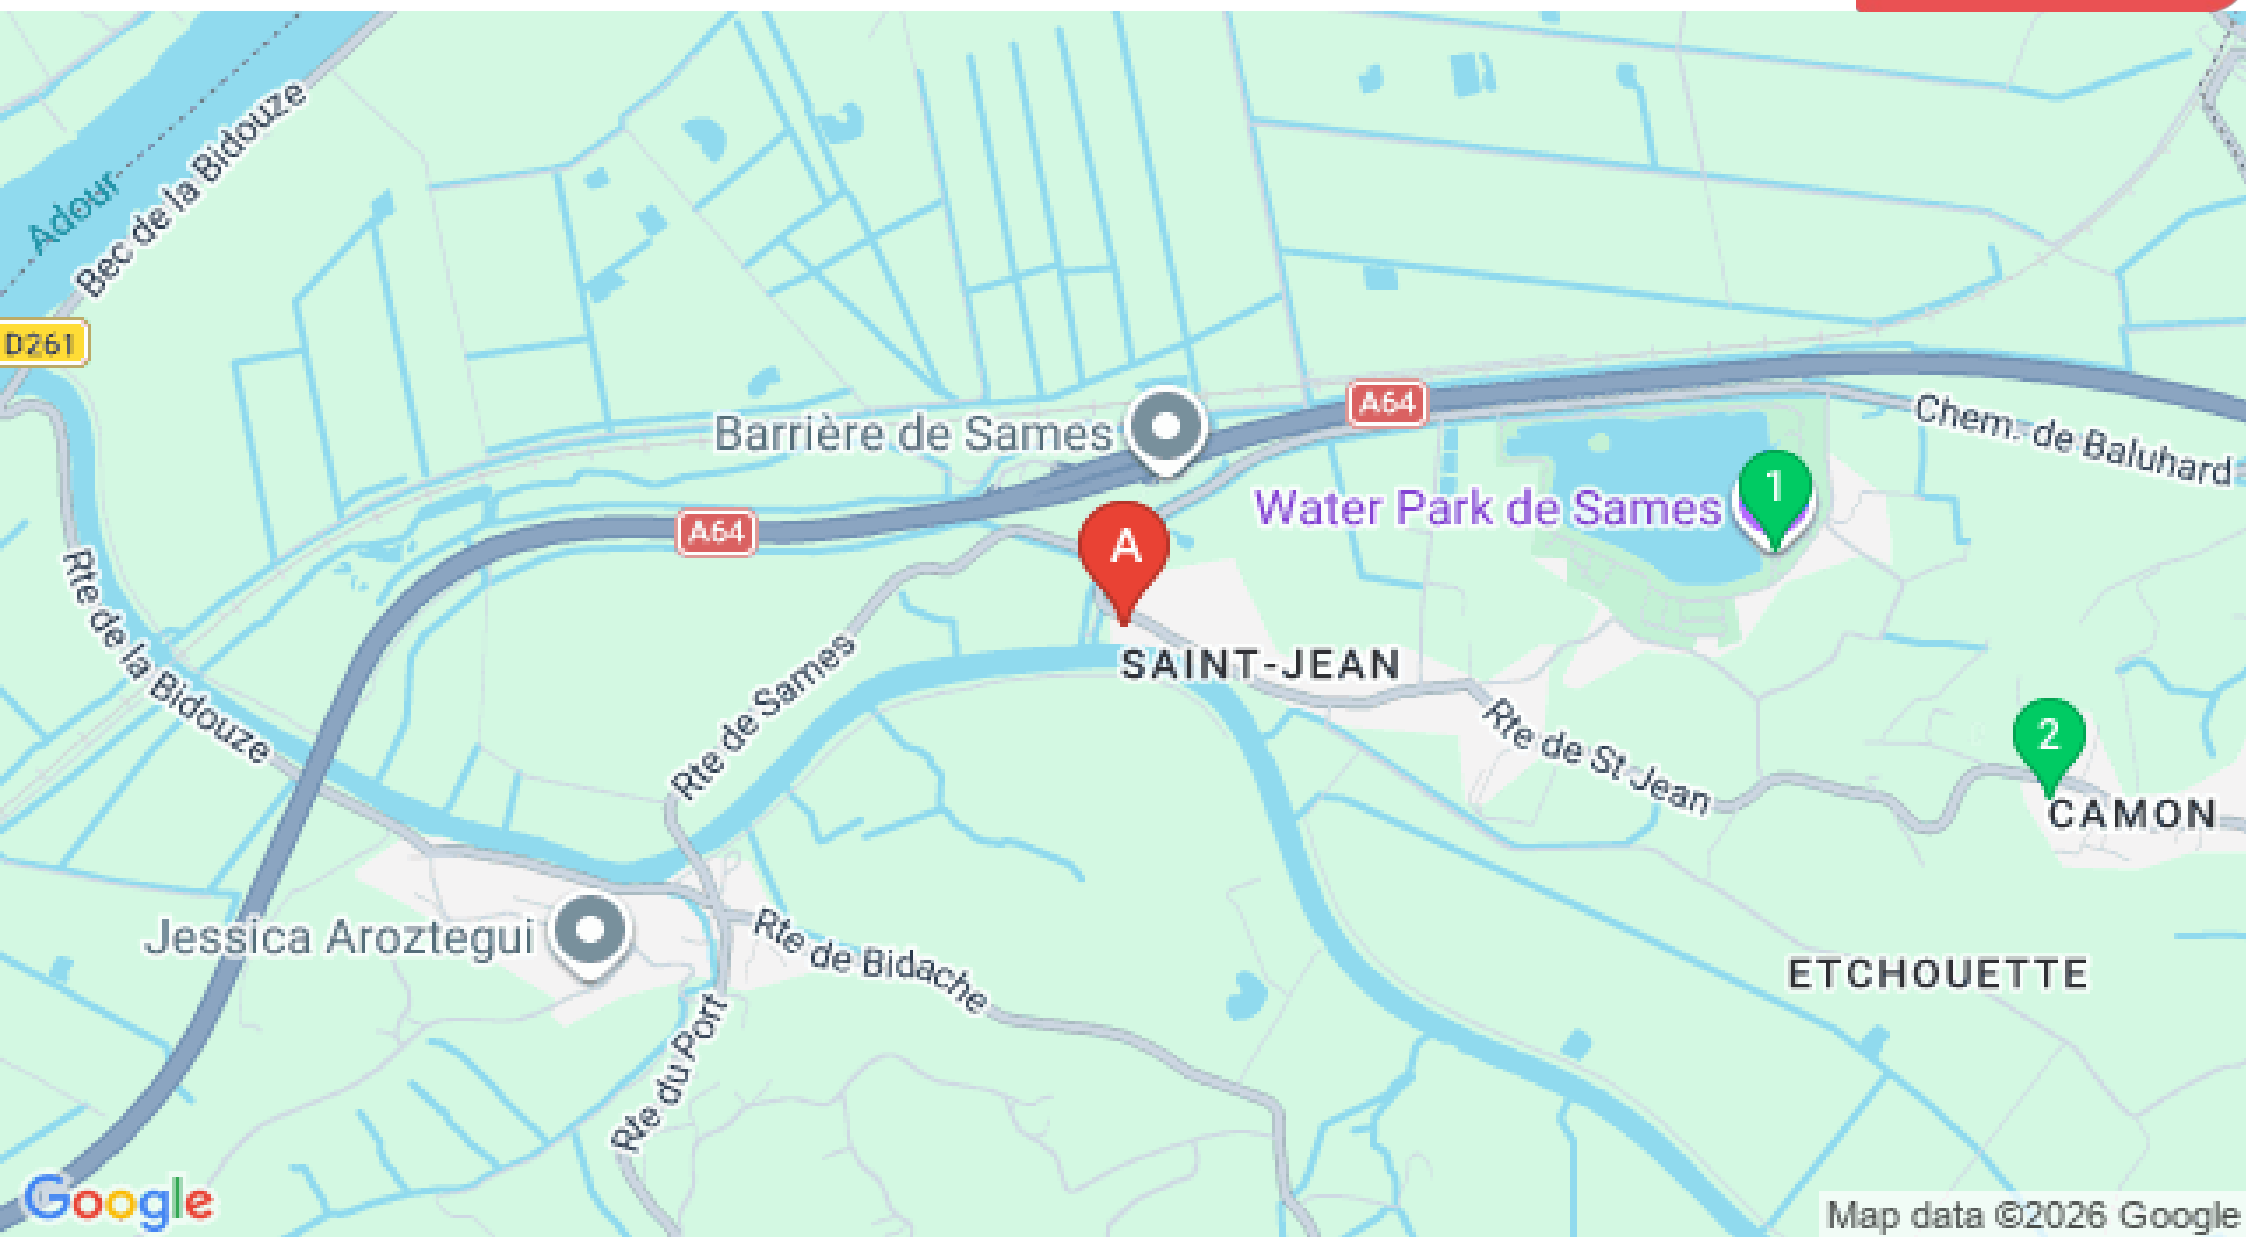 Adour
Bec de la Bidouze
D261
A64
Barrière de Sames
Chem. de Baluhard
1
Water Park de Sames
A64
A
Rte de la Bidouze
Rte de Sames
SAINT-JEAN
Rte de St Jean
2
CAMON
Jessica Aroztegui
Rte de Bidache
ETCHOUETTE
Rte du Port
Google
Map data ©2026 Google